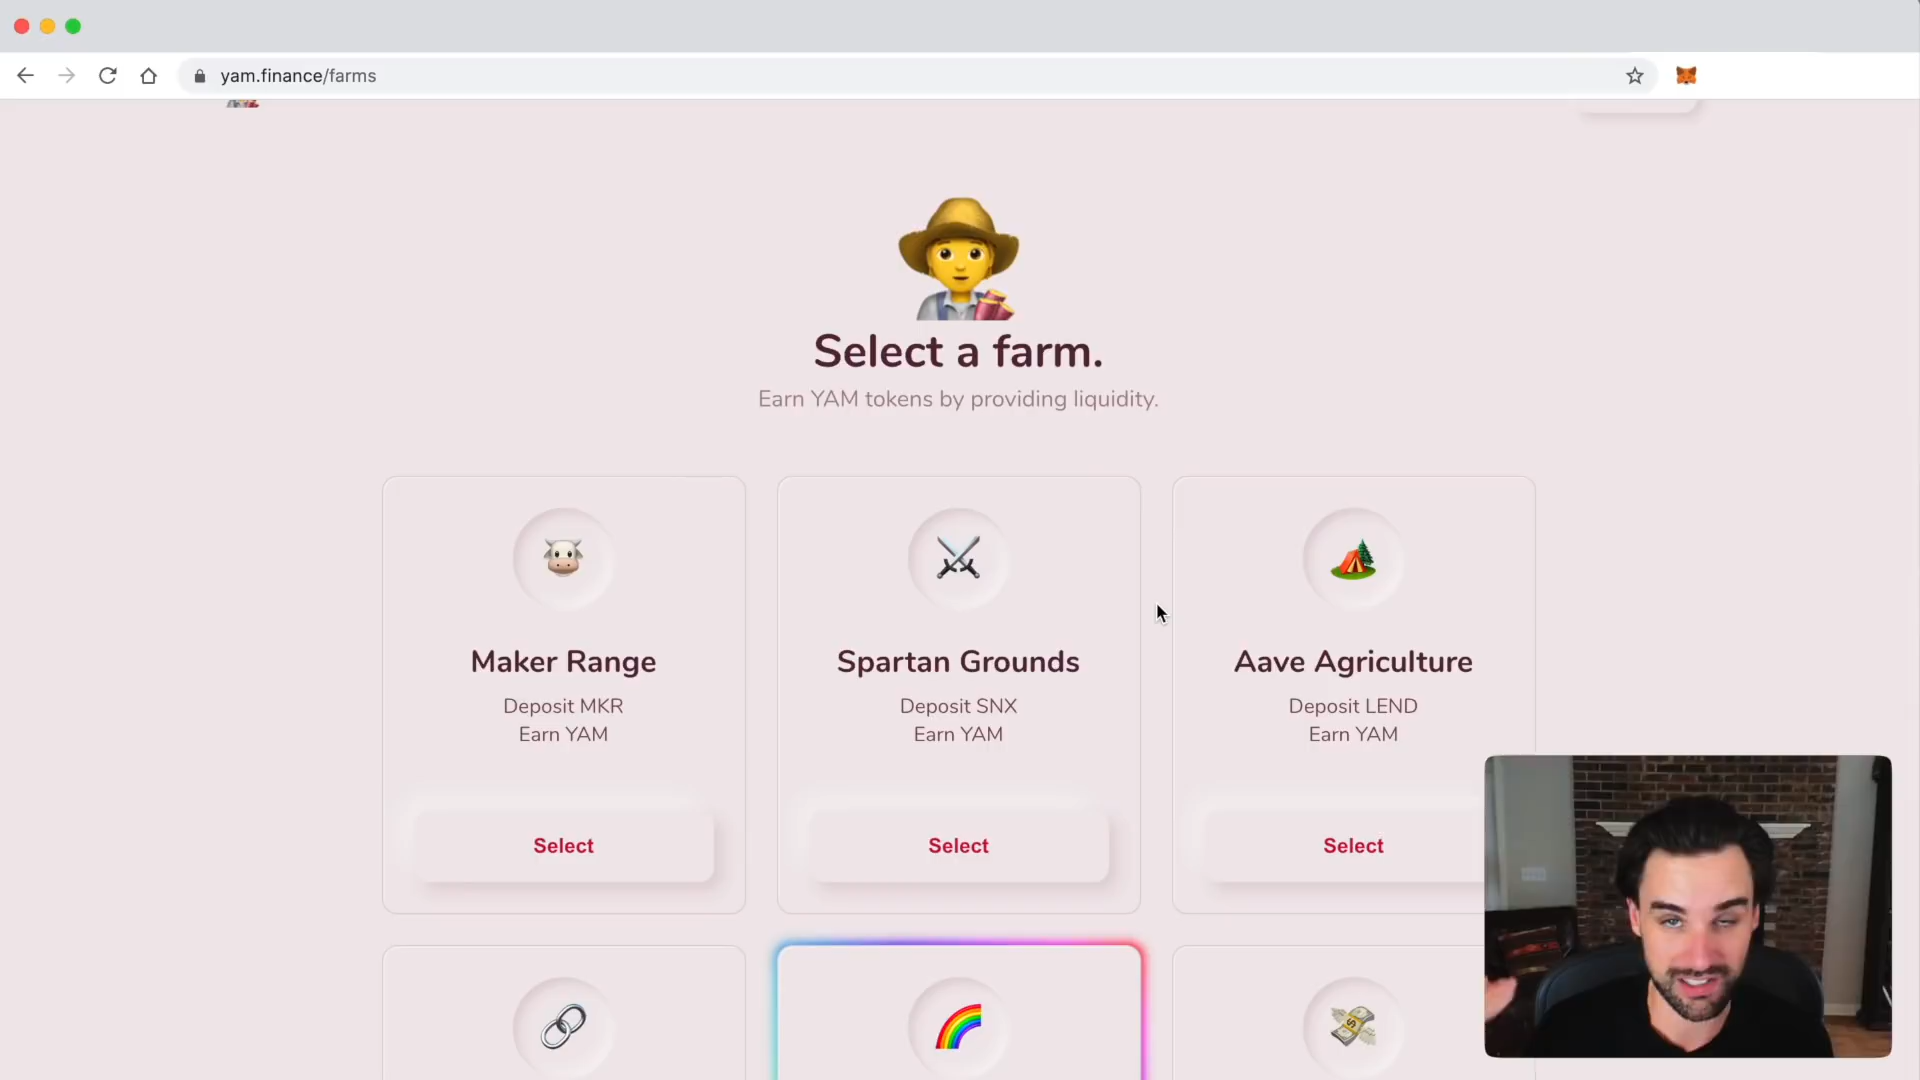 yam.finance/farms
Select a farm.
Earn YAM tokens by providing liquidity.
Maker Range
Deposit MKR
Earn YAM
Select
Spartan Grounds
Deposit SNX
Earn YAM
Select
Aave Agriculture
Deposit LEND
Earn YAM
Select